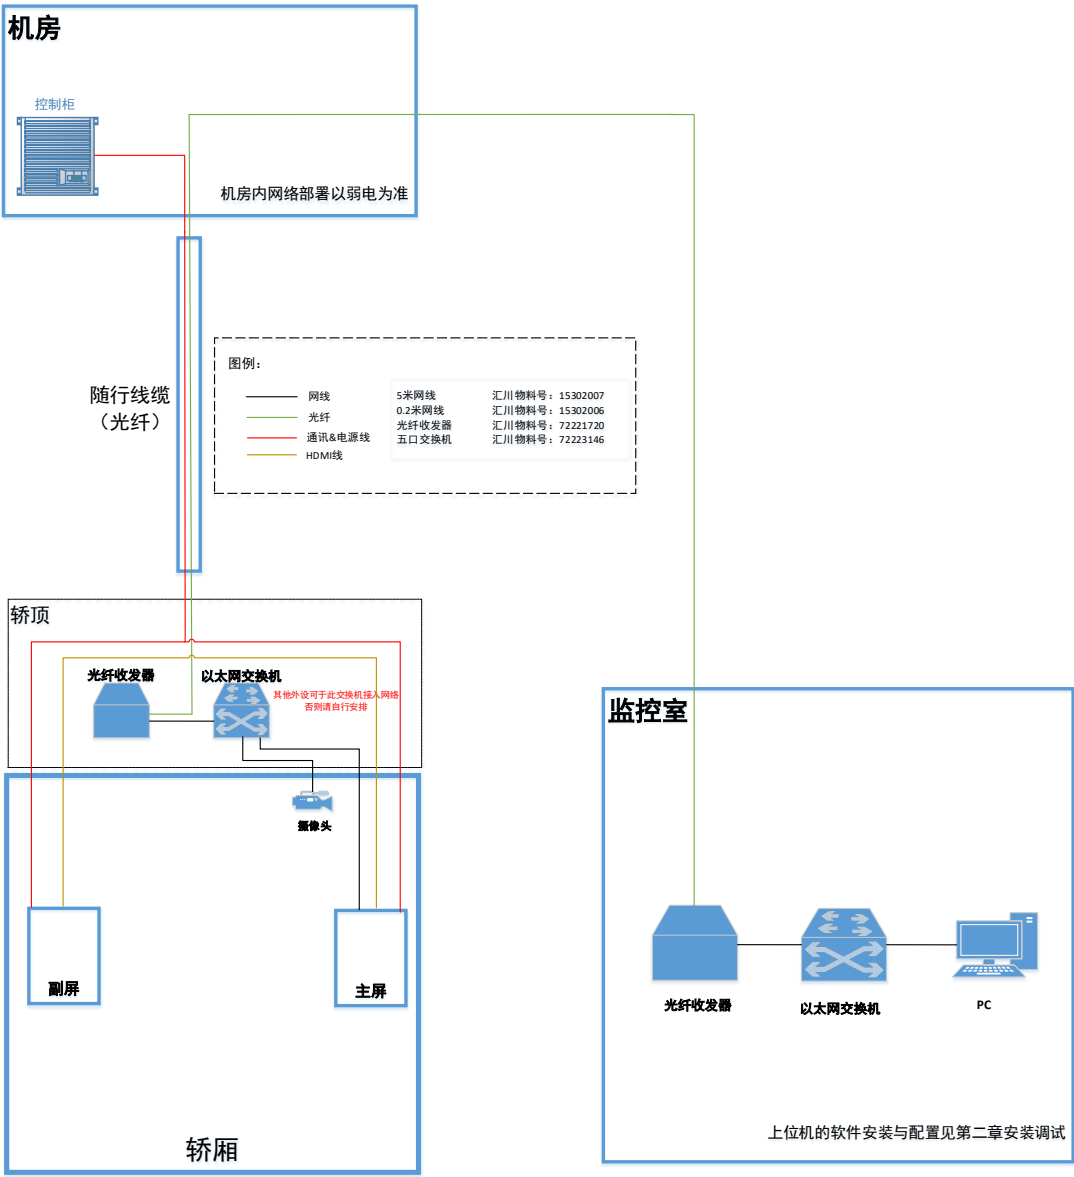 机房
控制柜
机房内网络部署以弱电为准
随行线缆
（光纤）
图例：
网线
光纤
通讯&电源线
HDMI线
5米网线 汇川物料号：15302007
0.2米网线 汇川物料号：15302006
光纤收发器 汇川物料号：72221720
五口交换机 汇川物料号：72223146
轿顶
光纤收发器
以太网交换机
其他外设可于此交换机接入网络
否则请自行安排
摄像头
副屏
主屏
轿厢
监控室
光纤收发器
以太网交换机
PC
上位机的软件安装与配置见第二章安装调试